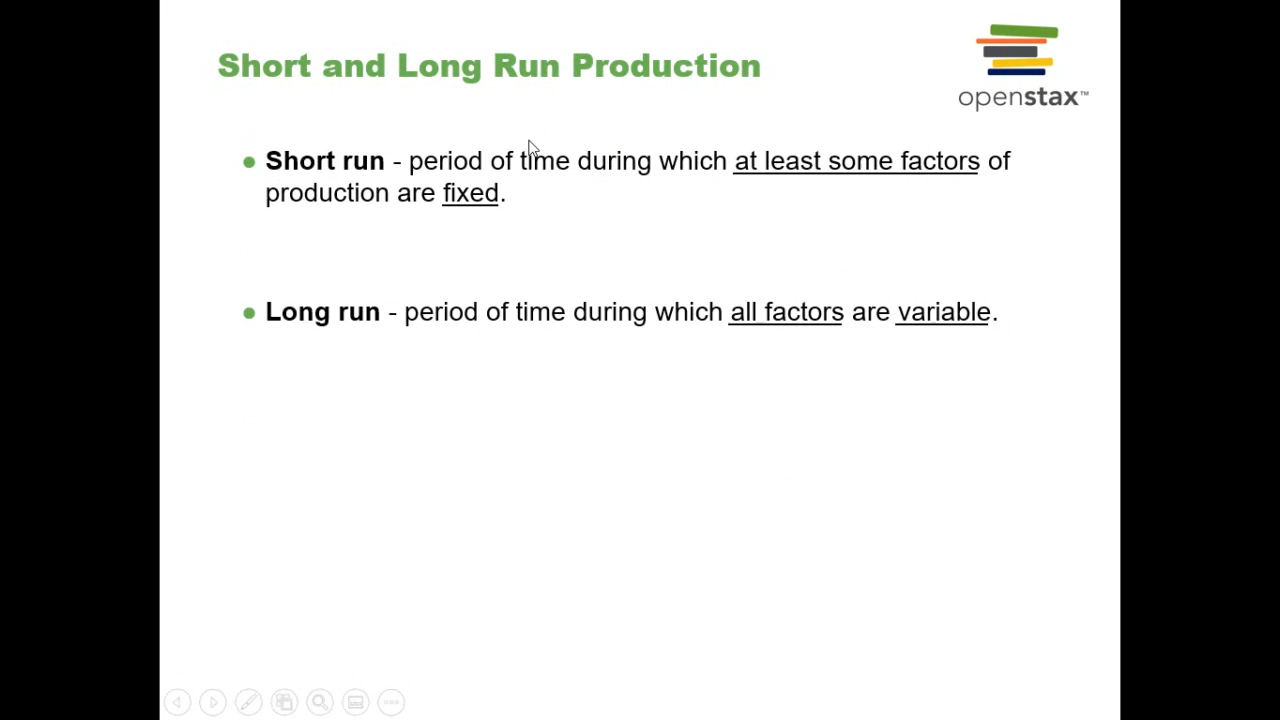 Short and Long Run Production
openstax™
● Short run - period of time during which at least some factors of
production are fixed.
● Long run - period of time during which all factors are variable.